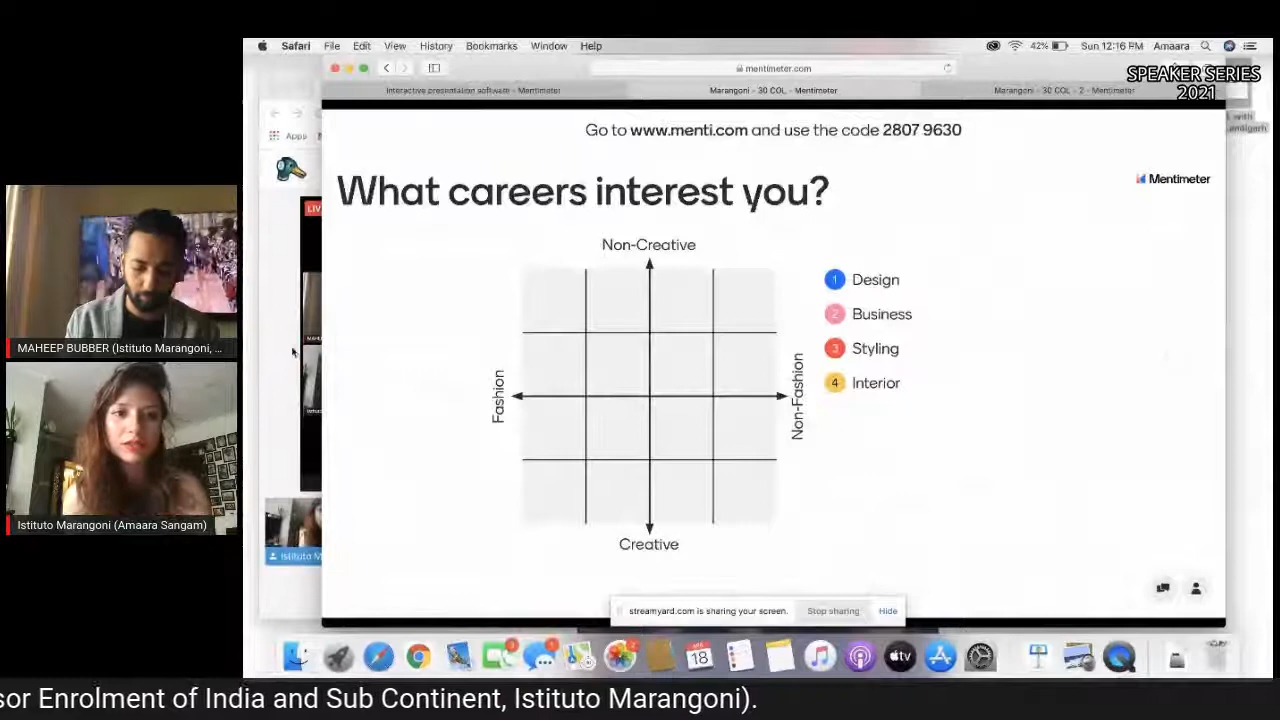 Safari File Edit View History Bookmarks Window Help
42% Sun 12:16 PM Amaara
mentimeter.com
SPEAKER SERIES
2021
Interactive presentation software - Mentimeter
Marangoni - 30 COL - Mentimeter
Marangoni - 30 COL - 2 - Mentimeter
Apps
Go to www.menti.com and use the code 2807 9630
What careers interest you?
Mentimeter
LIV
Non-Creative
Fashion
Non-Fashion
Creative
1 Design
2 Business
3 Styling
4 Interior
MAHEEP BUBBER (Istituto Marangoni, ...
Istituto Marangoni (Amaara Sangam)
Istituto M
streamyard.com is sharing your screen. Stop sharing Hide
18
tv
sor Enrolment of India and Sub Continent, Istituto Marangoni).